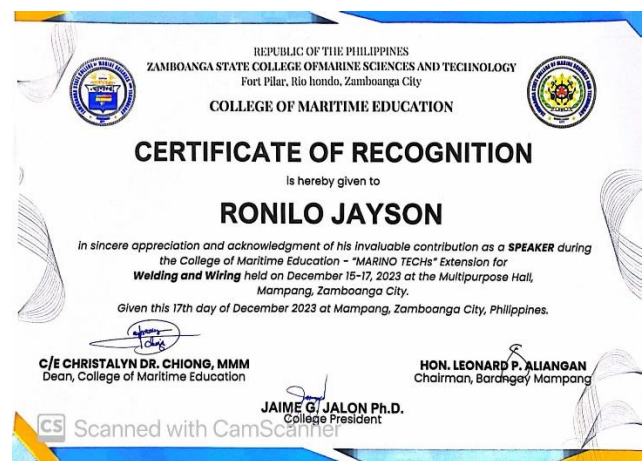 REPUBLIC OF THE PHILIPPINES
ZAMBOANGA STATE COLLEGE OFMARINE SCIENCES AND TECHNOLOGY
Fort Pilar, Rio hondo, Zamboanga City
COLLEGE OF MARITIME EDUCATION
CERTIFICATE OF RECOGNITION
is hereby given to
RONILO JAYSON
in sincere appreciation and acknowledgment of his invaluable contribution as a SPEAKER during
the College of Maritime Education - "MARINO TECHs" Extension for
Welding and Wiring held on December 15-17, 2023 at the Multipurpose Hall,
Mampang, Zamboanga City.
Given this 17th day of December 2023 at Mampang, Zamboanga City, Philippines.
C/E CHRISTALYN DR. CHIONG, MMM
Dean, College of Maritime Education
HON. LEONARD P. ALIANGAN
Chairman, Barangay Mampang
JAIME G. JALON Ph.D.
College President
CS Scanned with CamScanner